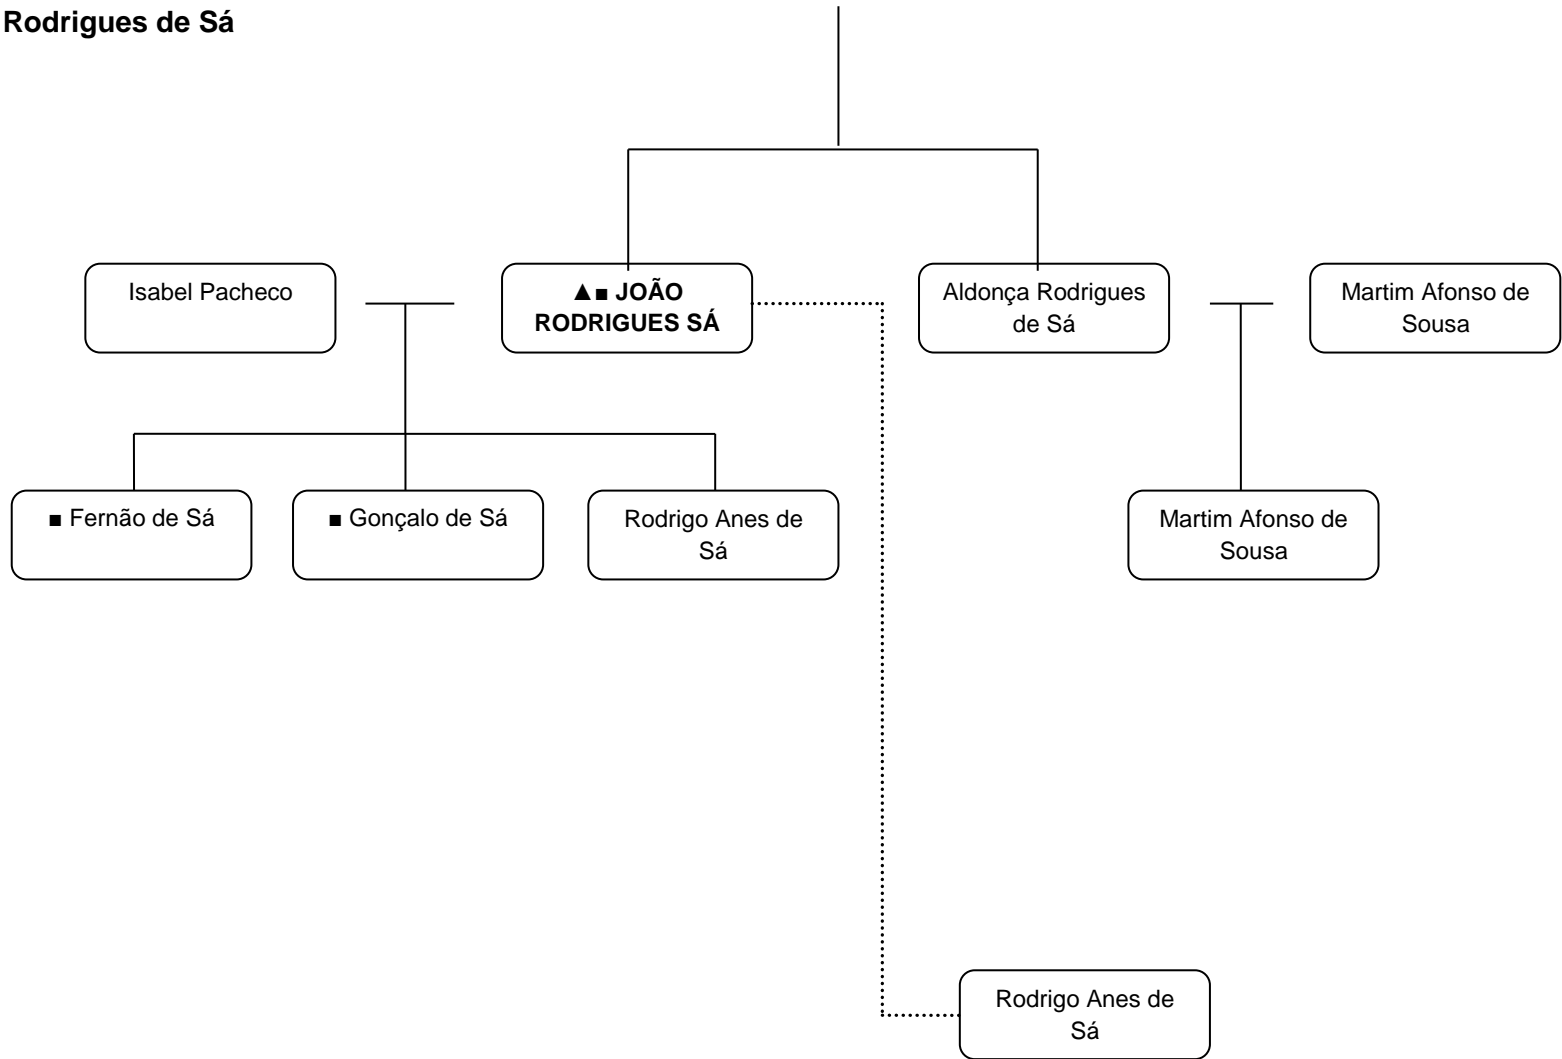 Rodrigues de Sá
Isabel Pacheco
▲■ JOÃO
RODRIGUES SÁ
Aldonça Rodrigues
de Sá
Martim Afonso de
Sousa
■ Fernão de Sá
■ Gonçalo de Sá
Rodrigo Anes de
Sá
Martim Afonso de
Sousa
Rodrigo Anes de
Sá